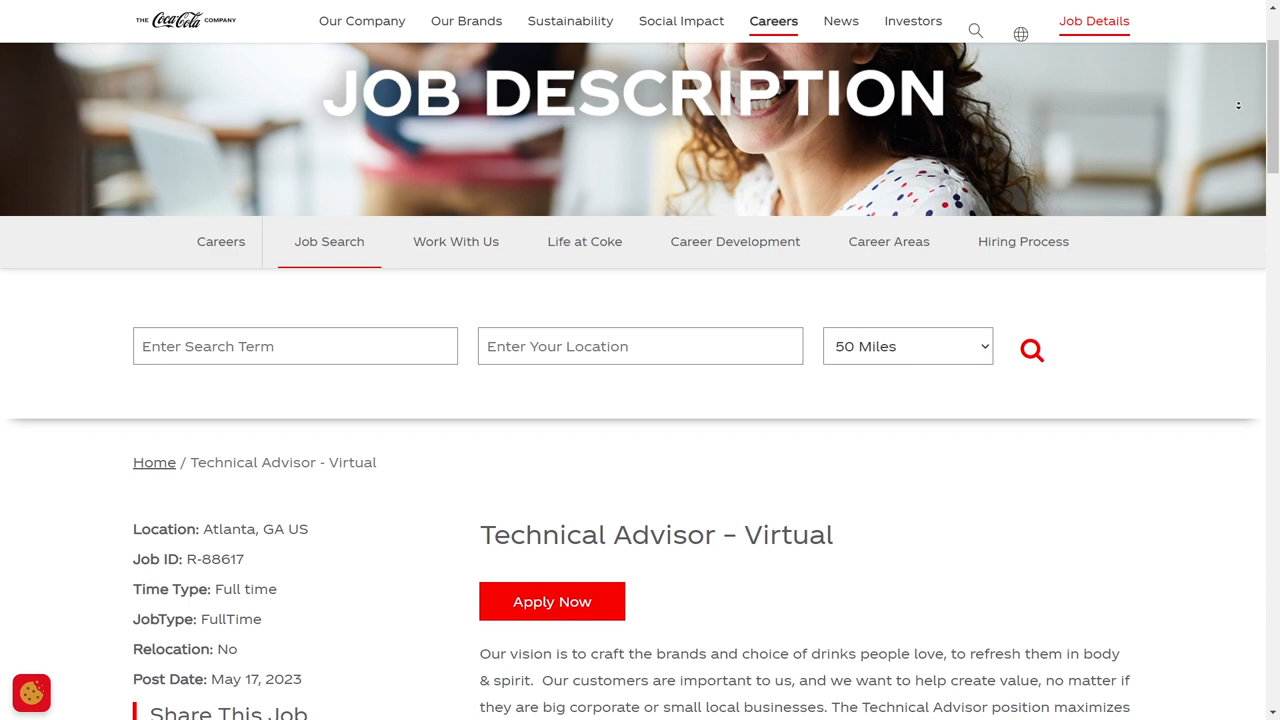 THE Coca-Cola COMPANY
Our Company Our Brands Sustainability Social Impact Careers News Investors Job Details
JOB DESCRIPTION
Careers Job Search Work With Us Life at Coke Career Development Career Areas Hiring Process
Enter Search Term Enter Your Location 50 Miles
Home / Technical Advisor - Virtual
Location: Atlanta, GA US
Job ID: R-88617
Time Type: Full time
JobType: FullTime
Relocation: No
Post Date: May 17, 2023
Share This Job
Technical Advisor – Virtual
Apply Now
Our vision is to craft the brands and choice of drinks people love, to refresh them in body
& spirit. Our customers are important to us, and we want to help create value, no matter if
they are big corporate or small local businesses. The Technical Advisor position maximizes